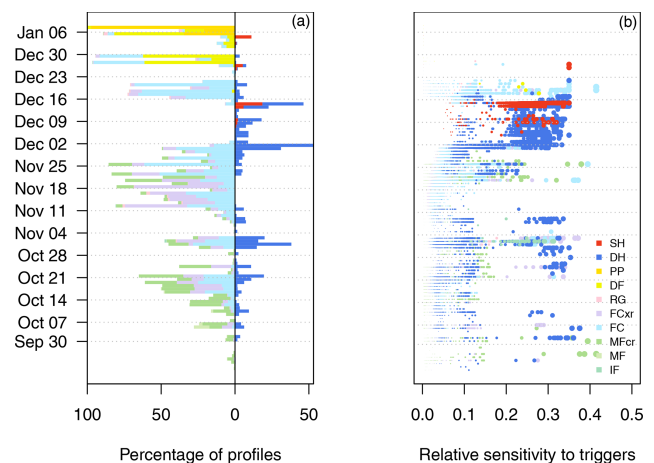 (a)
(b)
Jan 06
Dec 30
Dec 23
Dec 16
Dec 09
Dec 02
Nov 25
Nov 18
Nov 11
Nov 04
Oct 28
Oct 21
Oct 14
Oct 07
Sep 30
SH
DH
PP
DF
RG
FCxr
FC
MFcr
MF
IF
100 50 0 50
0.0 0.1 0.2 0.3 0.4 0.5
Percentage of profiles
Relative sensitivity to triggers